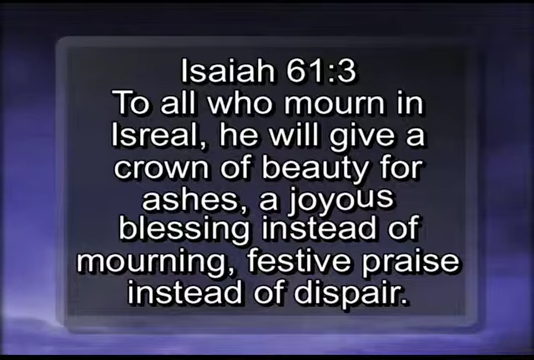 Isaiah 61:3
To all who mourn in
Isreal, he will give a
crown of beauty for
ashes, a joyous
blessing instead of
mourning, festive praise
instead of dispair.